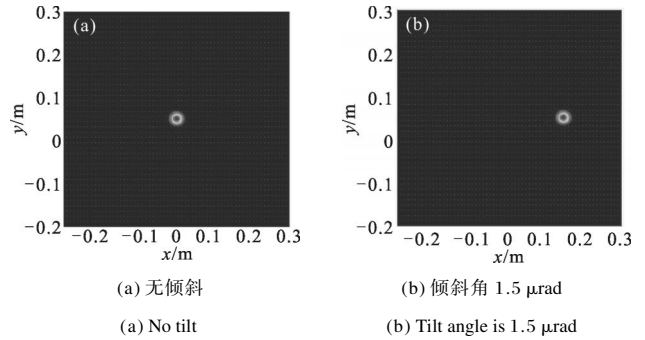 (a)
(b)
0.3
0.2
0.1
0
−0.1
−0.2
y/m
−0.2 −0.1 0 0.1 0.2 0.3
x/m
0.3
0.2
0.1
0
−0.1
−0.2
y/m
−0.2 −0.1 0 0.1 0.2 0.3
x/m
(a) 无倾斜
(b) 倾斜角 1.5 μrad
(a) No tilt
(b) Tilt angle is 1.5 μrad